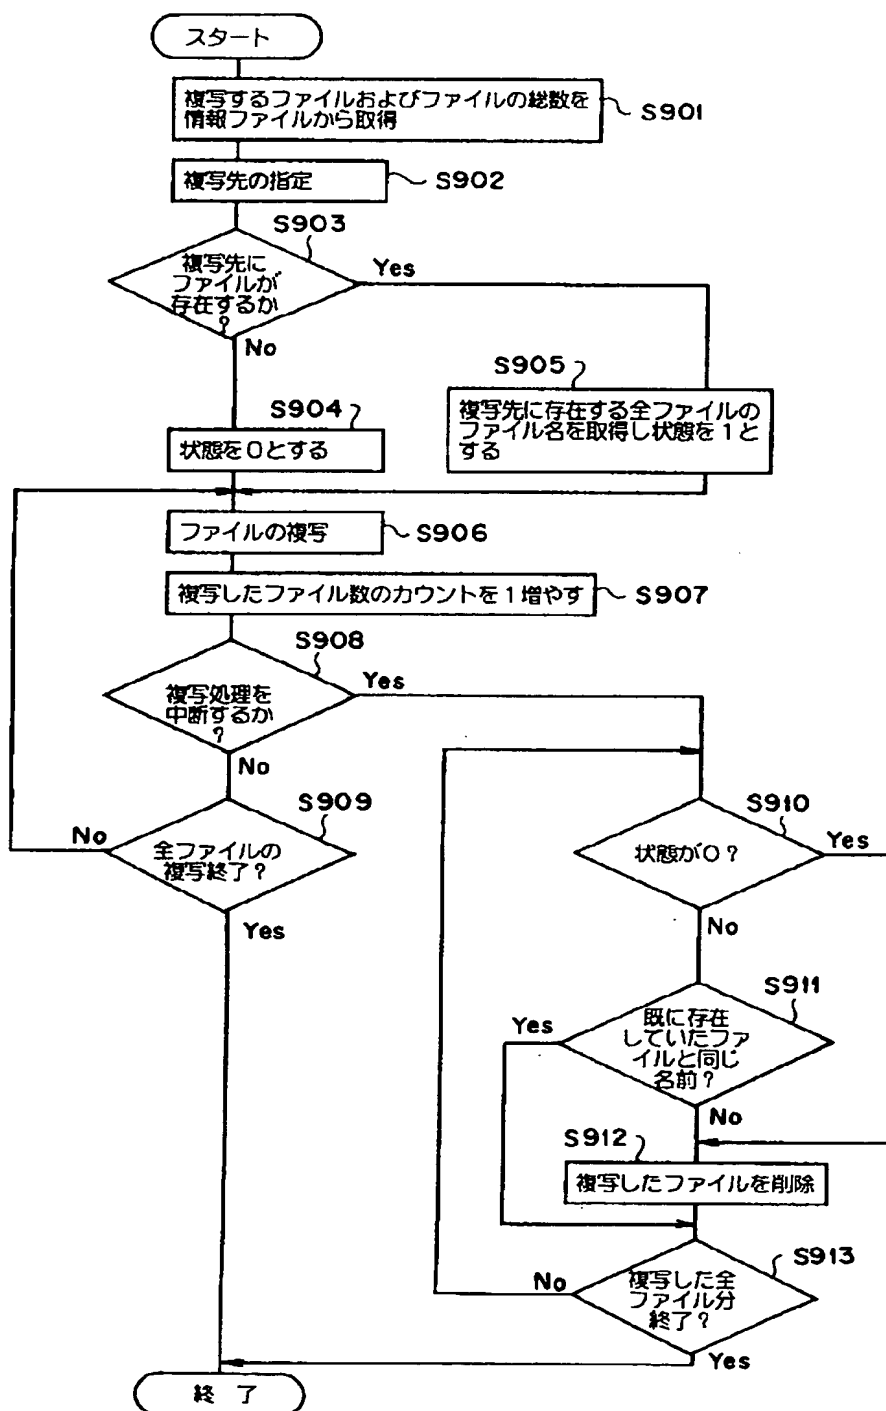 スタート
複写するファイルおよびファイルの総数を
情報ファイルから取得
S901
複写先の指定
S902
S903
複写先に
ファイルが
存在するか
?
Yes
No
S904
状態を0とする
S905
複写先に存在する全ファイルの
ファイル名を取得し状態を1と
する
ファイルの複写
S906
複写したファイル数のカウントを1増やす
S907
S908
複写処理を
中断するか
?
Yes
No
S909
全ファイルの
複写終了?
No
Yes
S910
状態が0?
Yes
No
S911
既に存在
していたファ
イルと同じ
名前?
Yes
No
S912
複写したファイルを削除
S913
複写した全
ファイル分
終了?
No
Yes
終了